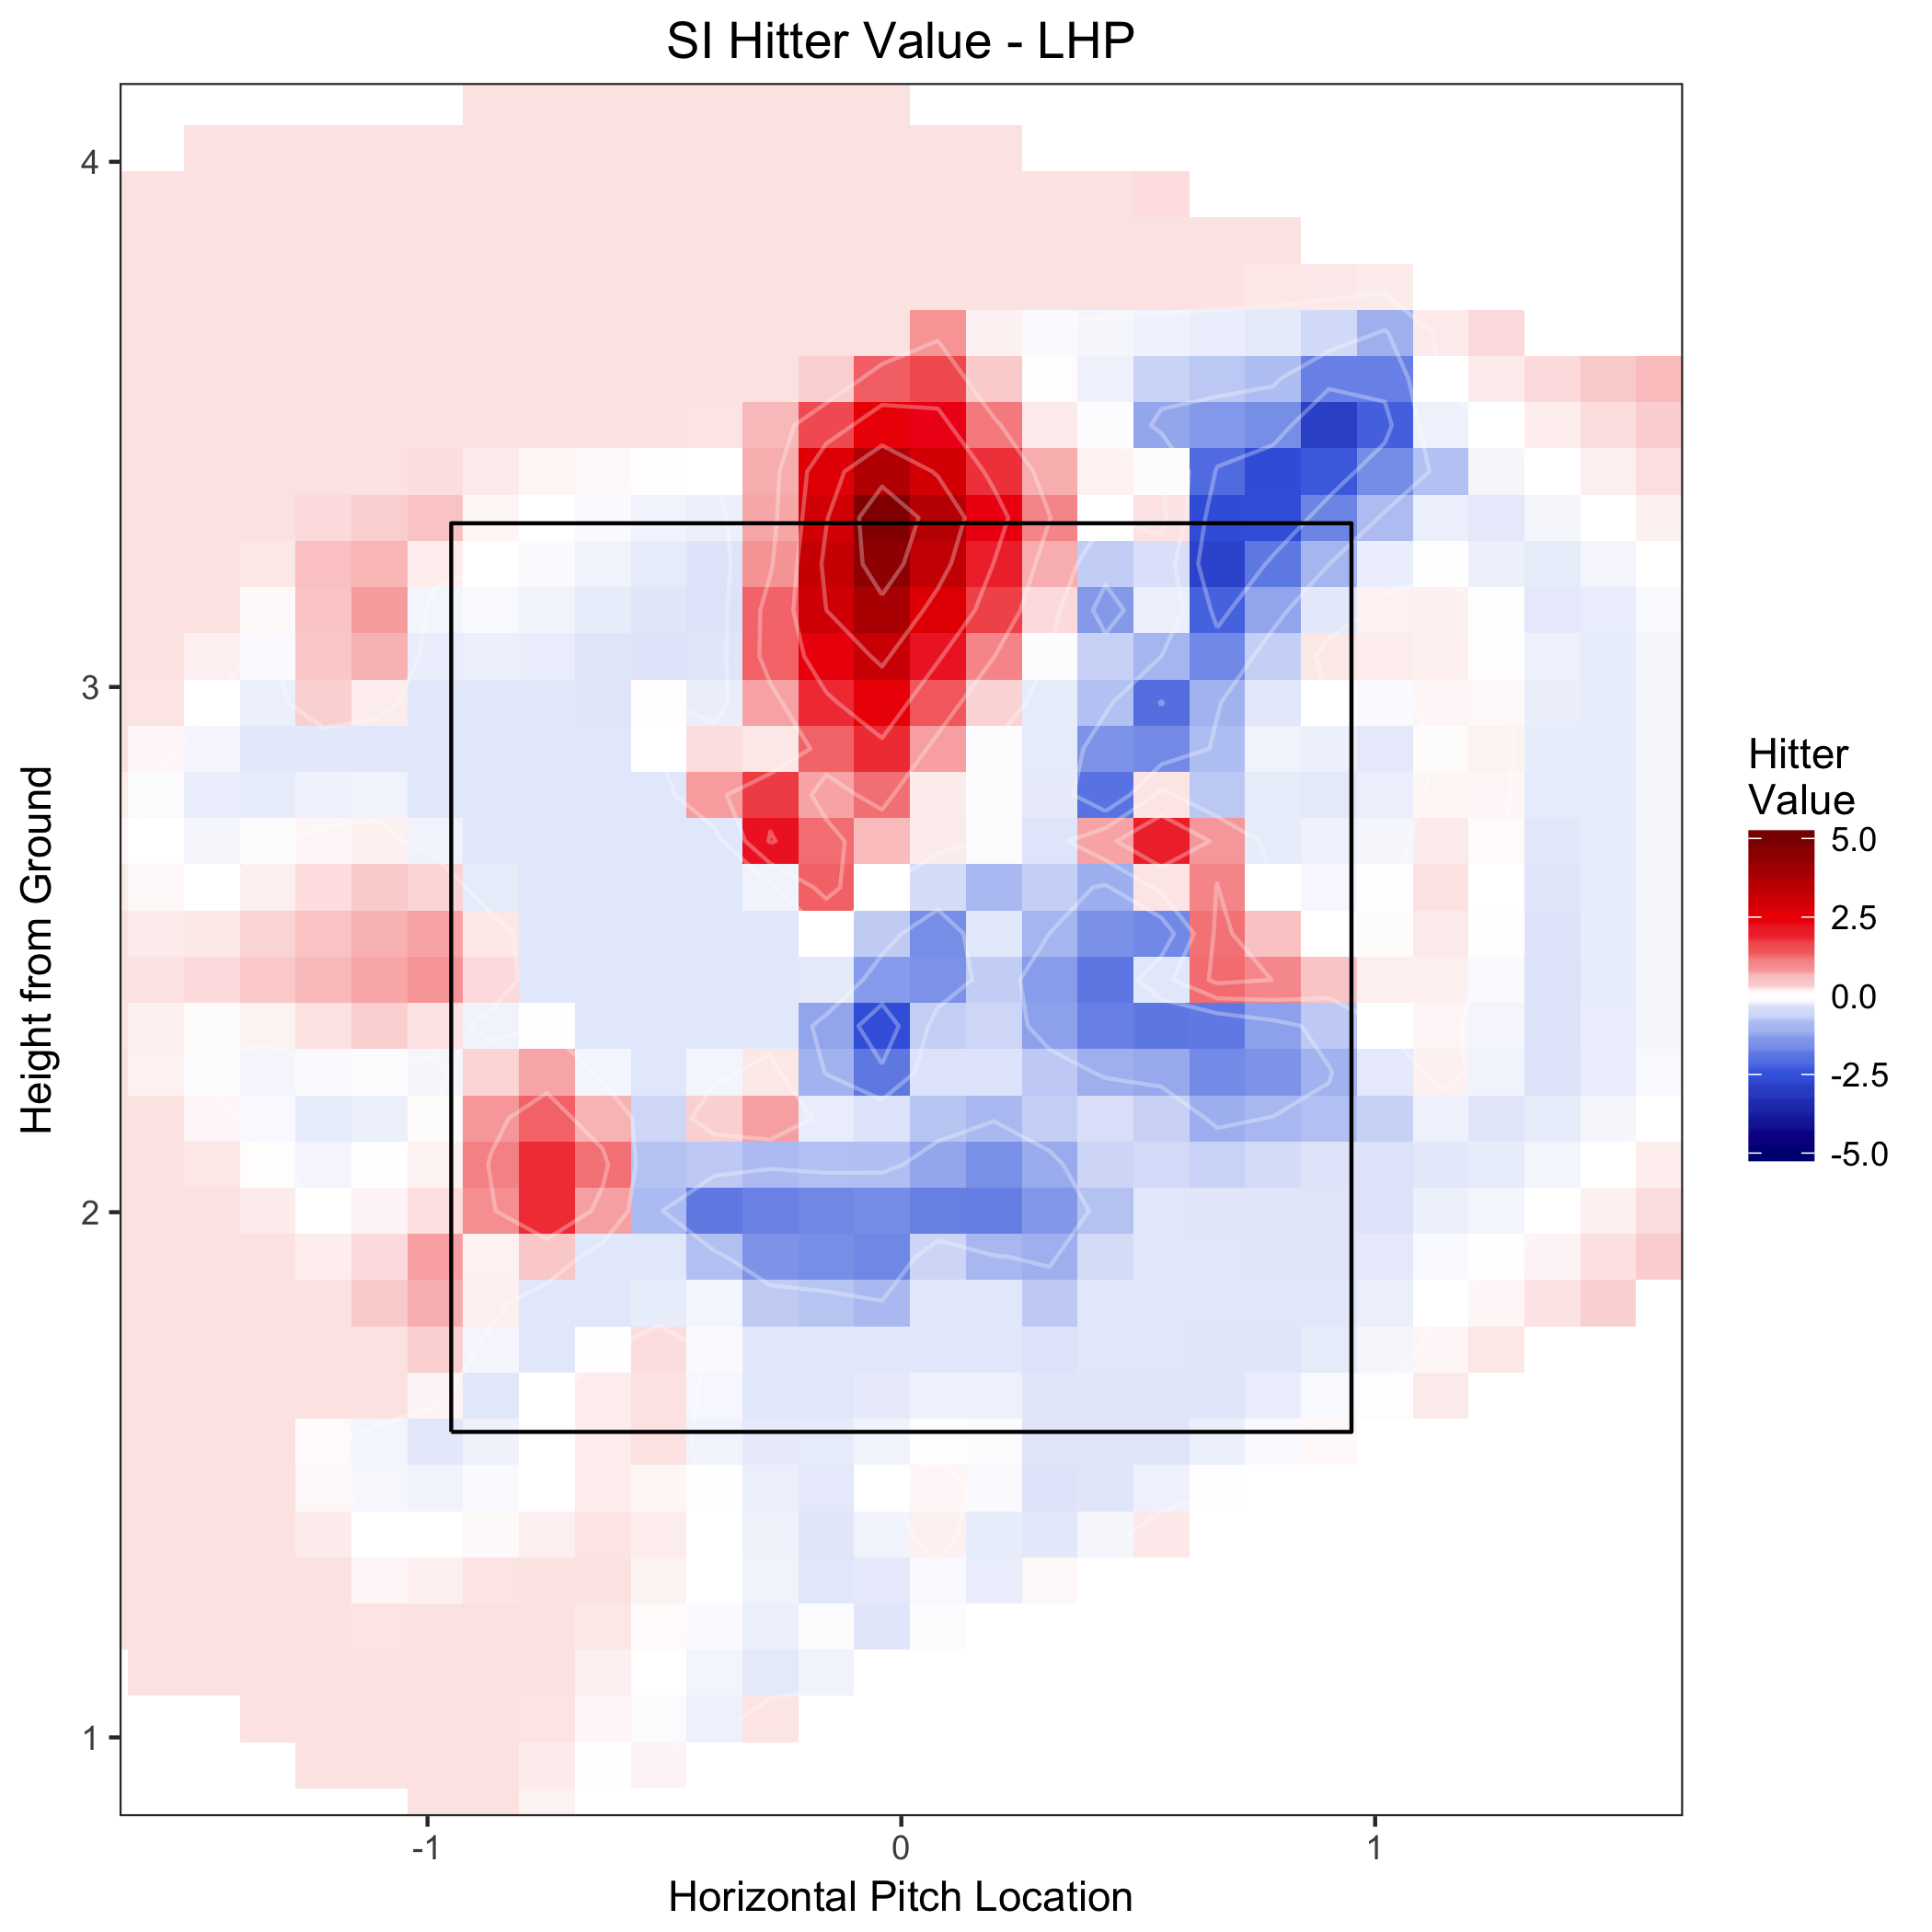 SI Hitter Value - LHP
4
3
2
1
Height from Ground
-1 0 1
Horizontal Pitch Location
Hitter
Value
5.0
2.5
0.0
-2.5
-5.0